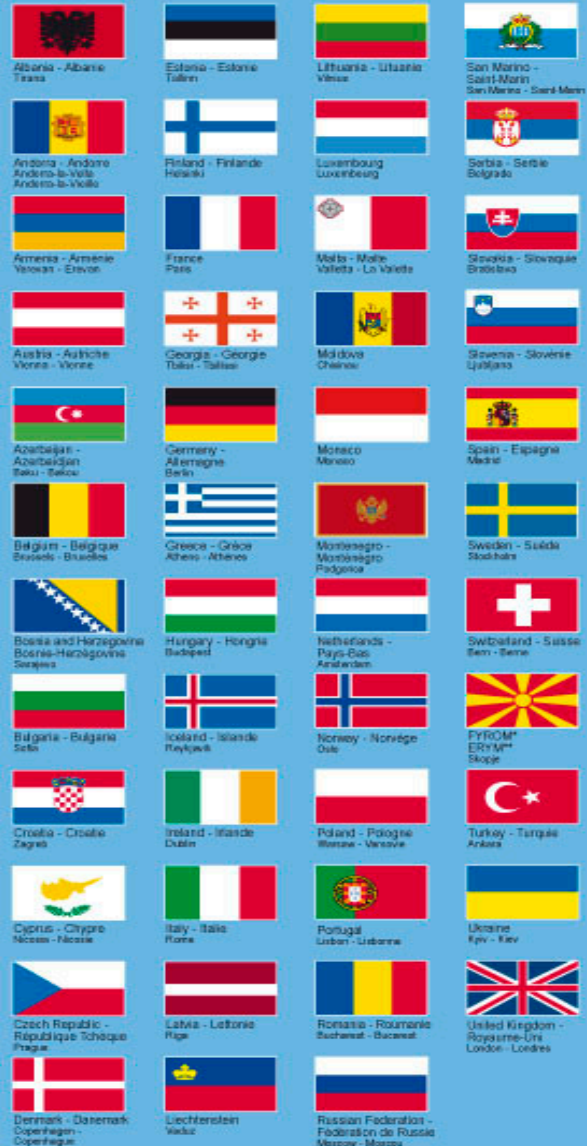 Albania - Albanie
Tirana
Andorra - Andorre
Andorra-la-Vella
Andorra-la-Vieille
Armenia - Arménie
Yerevan - Erevan
Austria - Autriche
Vienna - Vienne
Azerbaijan -
Azerbaïdjan
Baku - Bakou
Belgium - Belgique
Brussels - Bruxelles
Bosnia and Herzegovine
Bosnie-Herzégovine
Sarajevo
Bulgaria - Bulgarie
Sofia
Croatia - Croatie
Zagreb
Cyprus - Chypre
Nicosia - Nicosie
Czech Republic -
République Tchèque
Prague
Denmark - Danemark
Copenhagen -
Copenhague
Estonia - Estonie
Tallinn
Finland - Finlande
Helsinki
France
Paris
Georgia - Géorgie
Tbilisi - Tbilissi
Germany -
Allemagne
Berlin
Greece - Grèce
Athens - Athènes
Hungary - Hongrie
Budapest
Iceland - Islande
Reykjavik
Ireland - Irlande
Dublin
Italy - Italie
Rome
Latvia - Lettonie
Riga
Liechtenstein
Vaduz
Lithuania - Lituanie
Vilnius
Luxembourg
Luxembourg
Malta - Malte
Valletta - La Valette
Moldova
Chisinau
Monaco
Monaco
Montenegro -
Monténégro
Podgorica
Netherlands -
Pays-Bas
Amsterdam
Norway - Norvège
Oslo
Poland - Pologne
Warsaw - Varsovie
Portugal
Lisbon - Lisbonne
Romania - Roumanie
Bucharest - Bucarest
Russian Federation -
Fédération de Russie
Moscow - Moscou
San Marino -
Saint-Marin
San Marino - Saint-Marin
Serbia - Serbie
Belgrade
Slovakia - Slovaquie
Bratislava
Slovenia - Slovénie
Ljubljana
Spain - Espagne
Madrid
Sweden - Suède
Stockholm
Switzerland - Suisse
Bern - Berne
FYROM*
ERYM**
Skopje
Turkey - Turquie
Ankara
Ukraine
Kyiv - Kiev
United Kingdom -
Royaume-Uni
London - Londres